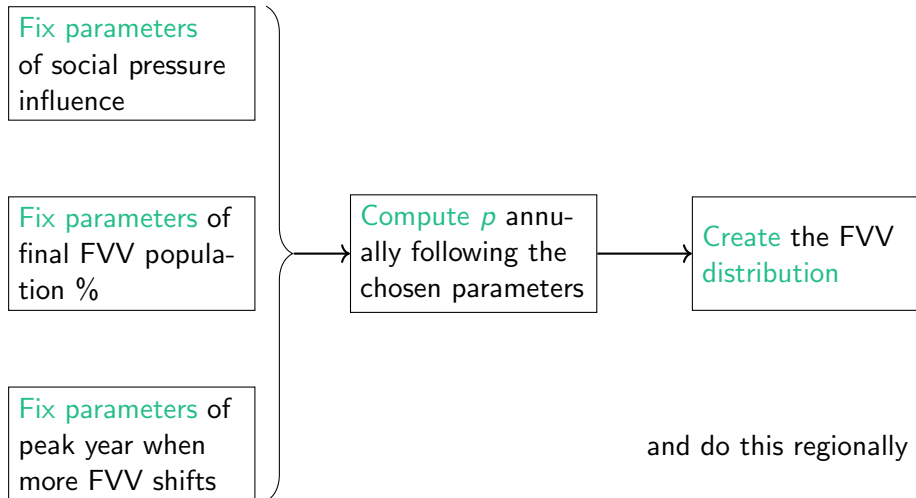 Fix parameters
of social pressure
influence
Fix parameters of
final FVV popula-
tion %
Fix parameters of
peak year when
more FVV shifts
Compute p annu-
ally following the
chosen parameters
Create the FVV
distribution
and do this regionally